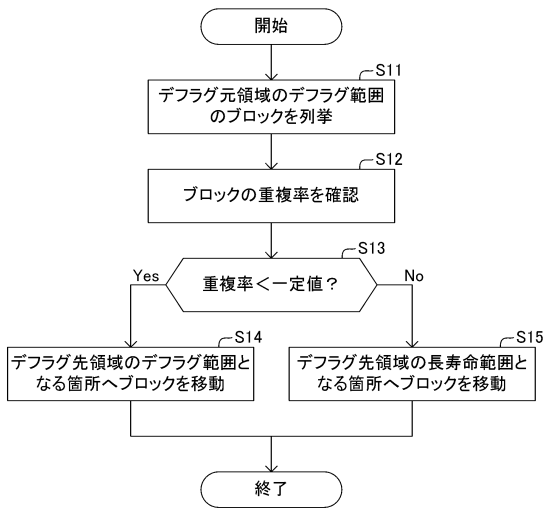 開始
S11
デフラグ元領域のデフラグ範囲
のブロックを列挙
S12
ブロックの重複率を確認
S13
重複率＜一定値？
Yes
No
S14
デフラグ先領域のデフラグ範囲と
なる箇所へブロックを移動
S15
デフラグ先領域の長寿命範囲と
なる箇所へブロックを移動
終了